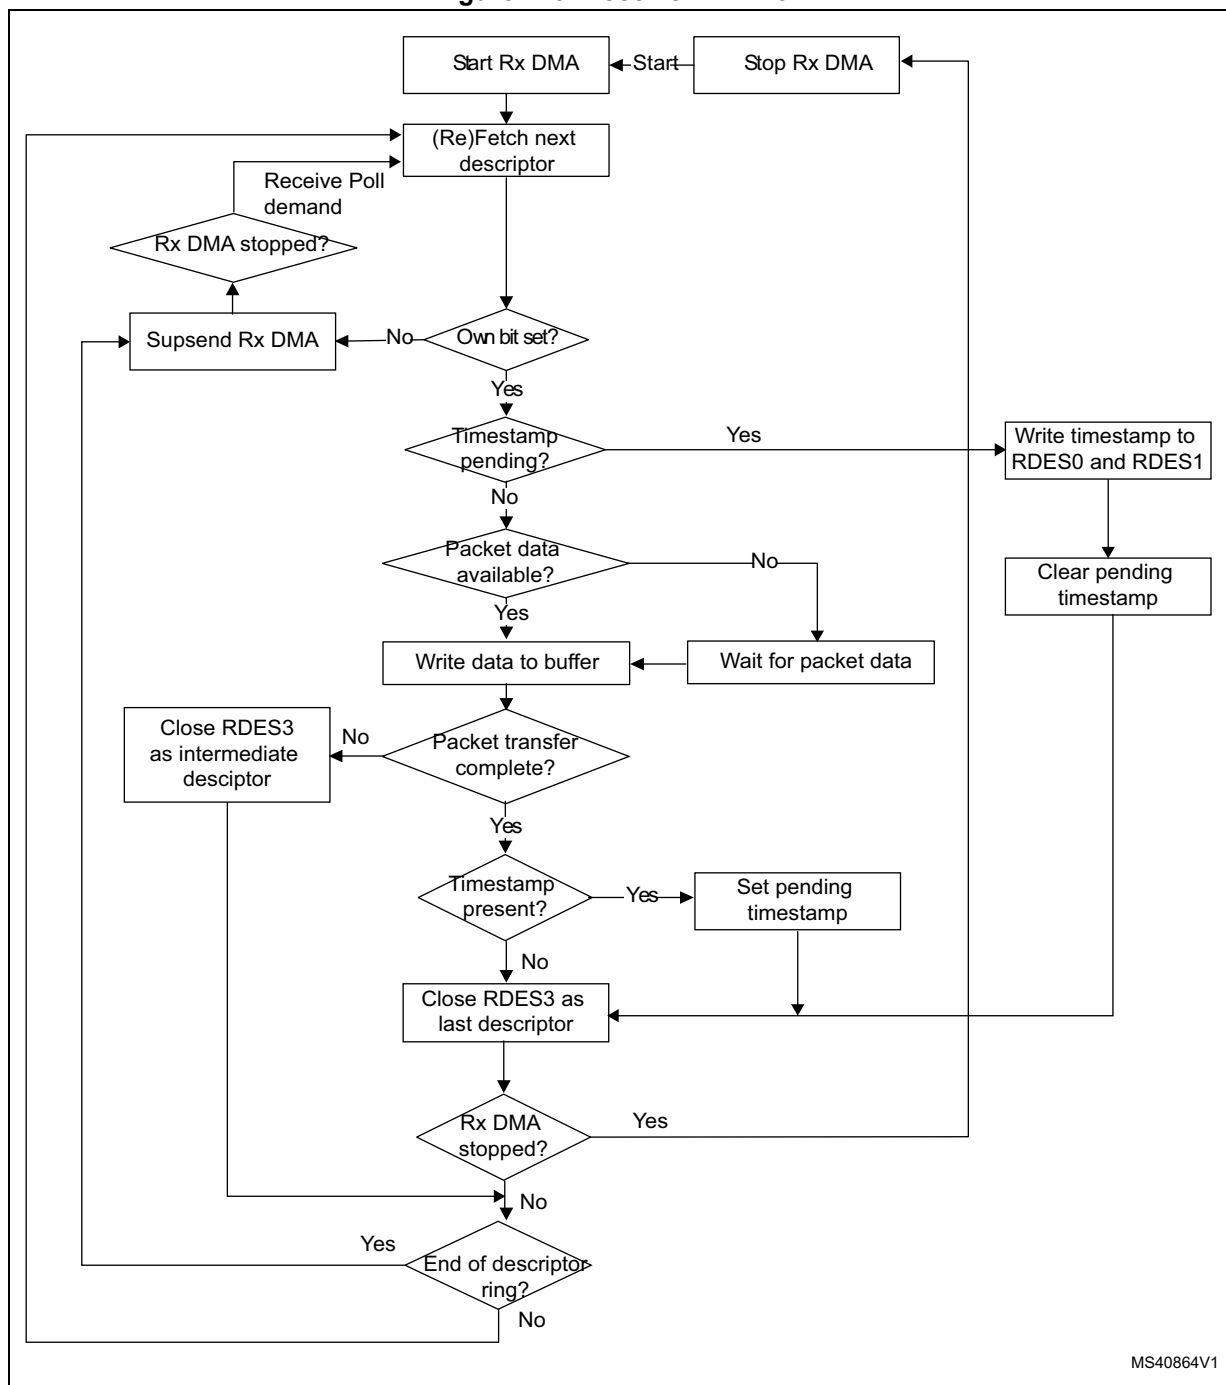 Start Rx DMA
Start
Stop Rx DMA
(Re)Fetch next
descriptor
Receive Poll
demand
Rx DMA stopped?
Supsend Rx DMA
No
Own bit set?
Yes
Timestamp
pending?
Yes
Write timestamp to
RDES0 and RDES1
No
Packet data
available?
No
Clear pending
timestamp
Yes
Write data to buffer
Wait for packet data
Close RDES3
as intermediate
desciptor
No
Packet transfer
complete?
Yes
Timestamp
present?
Yes
Set pending
timestamp
No
Close RDES3 as
last descriptor
Rx DMA
stopped?
Yes
No
Yes
End of descriptor
ring?
No
MS40864V1